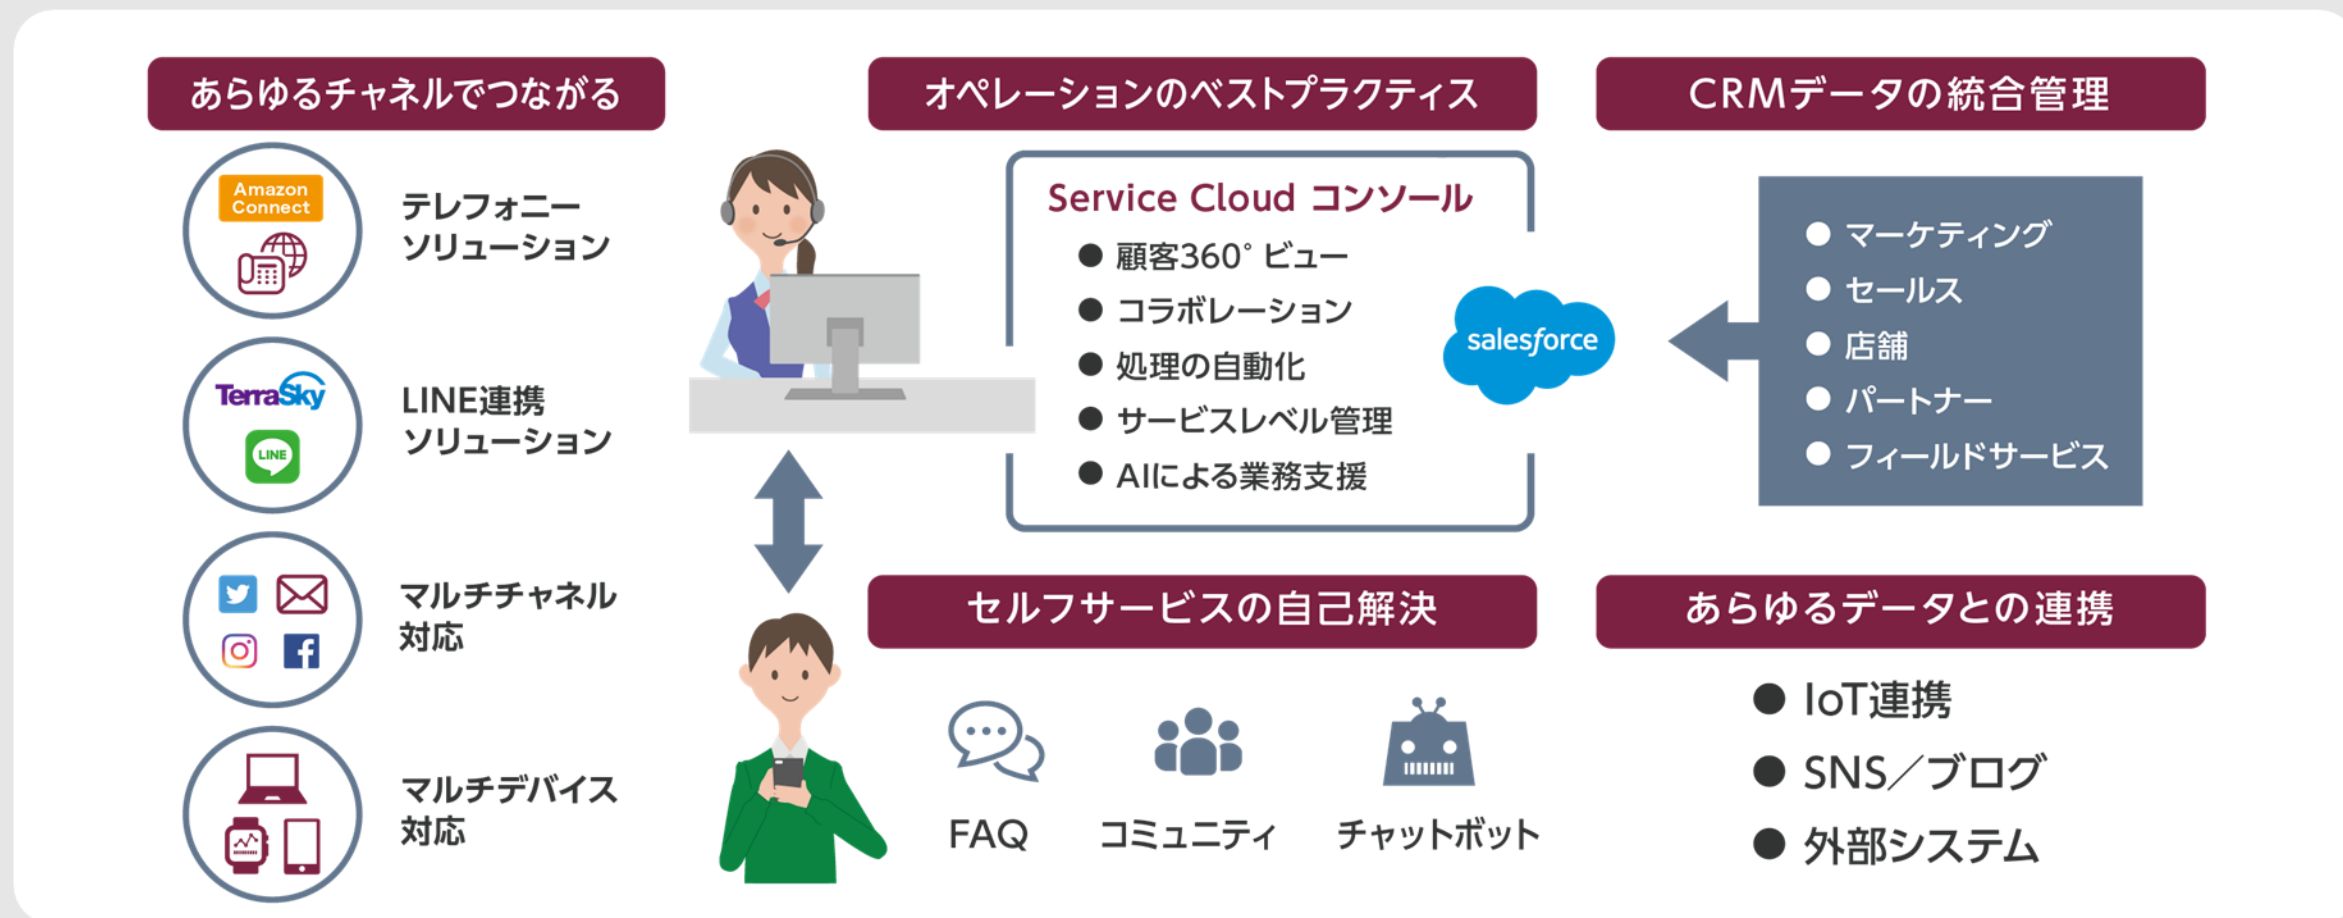 あらゆるチャネルでつながる
Amazon
Connect
テレフォニー
ソリューション
TerraSky
LINE
LINE連携
ソリューション
マルチチャネル
対応
マルチデバイス
対応
オペレーションのベストプラクティス
Service Cloud コンソール
● 顧客360°ビュー
● コラボレーション
● 処理の自動化
● サービスレベル管理
● AIによる業務支援
salesforce
CRMデータの統合管理
● マーケティング
● セールス
● 店舗
● パートナー
● フィールドサービス
セルフサービスの自己解決
FAQ
コミュニティ
チャットボット
あらゆるデータとの連携
● IoT連携
● SNS／ブログ
● 外部システム